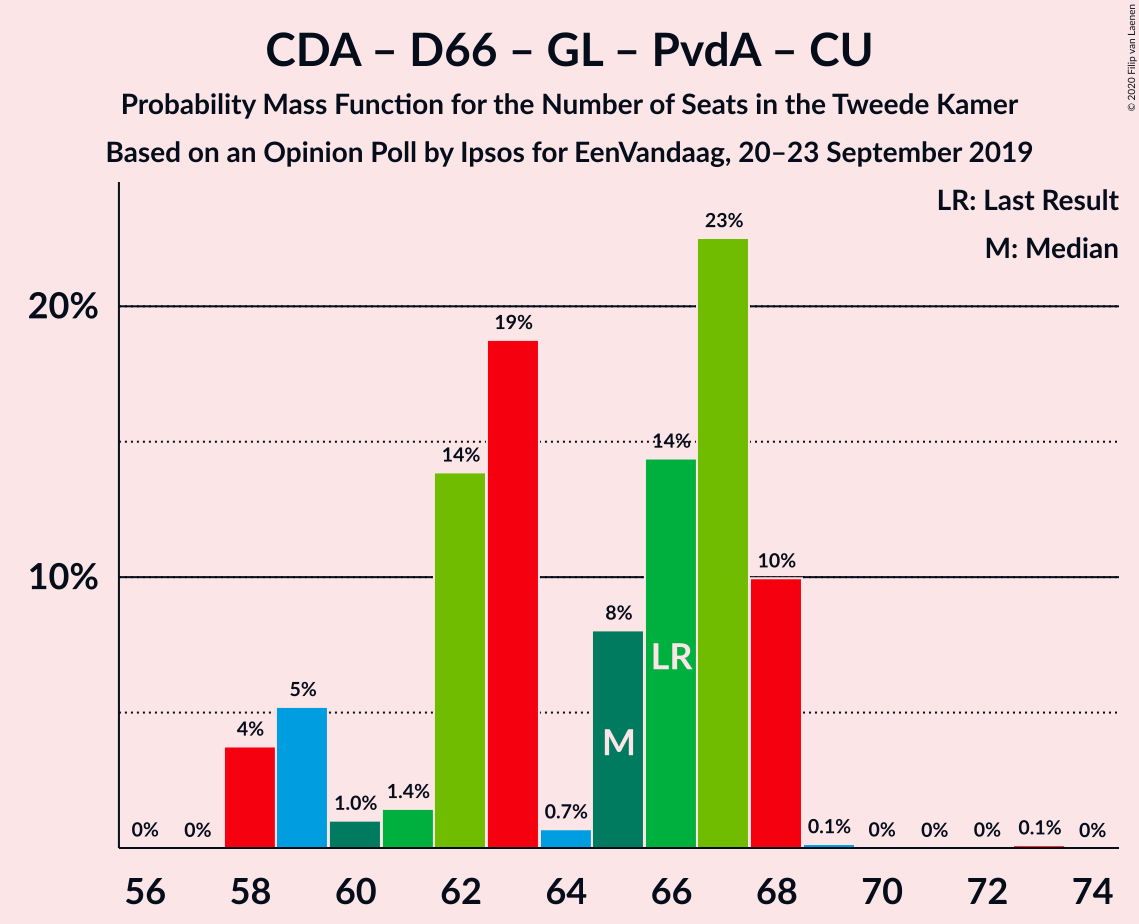 CDA – D66 – GL – PvdA – CU
Probability Mass Function for the Number of Seats in the Tweede Kamer
Based on an Opinion Poll by Ipsos for EenVandaag, 20–23 September 2019
© 2020 Filip van Laenen
LR: Last Result
M: Median
20%
10%
0%
0%
4%
5%
1.0%
1.4%
14%
19%
0.7%
8%
14%
23%
10%
0.1%
0%
0%
0%
0.1%
0%
M
LR
56 58 60 62 64 66 68 70 72 74